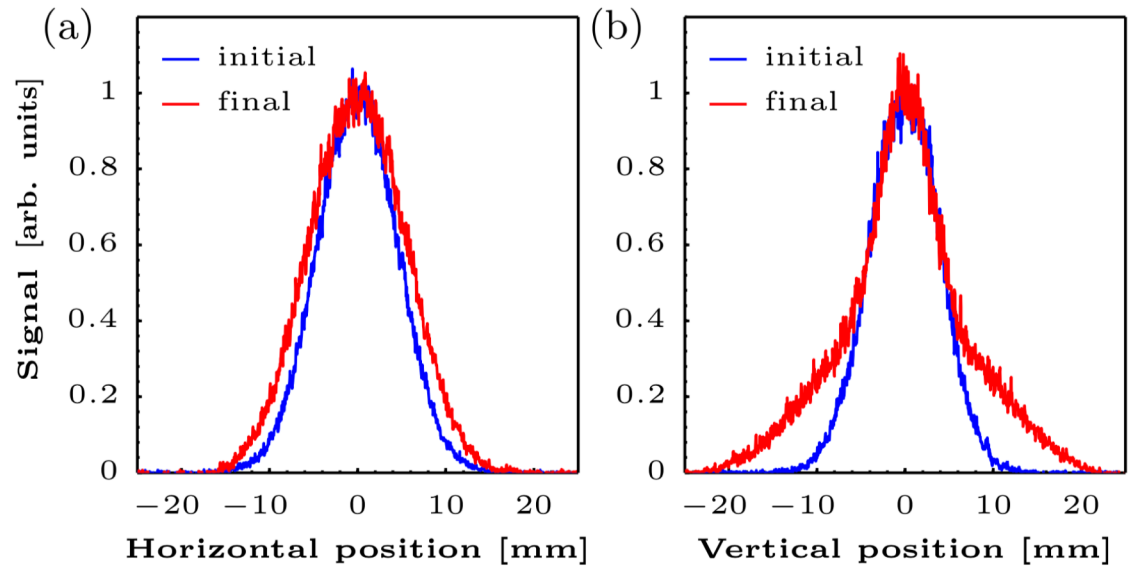 (a)
initial
final
1
0.8
0.6
0.4
0.2
0
−20 −10 0 10 20
Horizontal position [mm]
Signal [arb. units]
(b)
initial
final
1
0.8
0.6
0.4
0.2
0
−20 −10 0 10 20
Vertical position [mm]